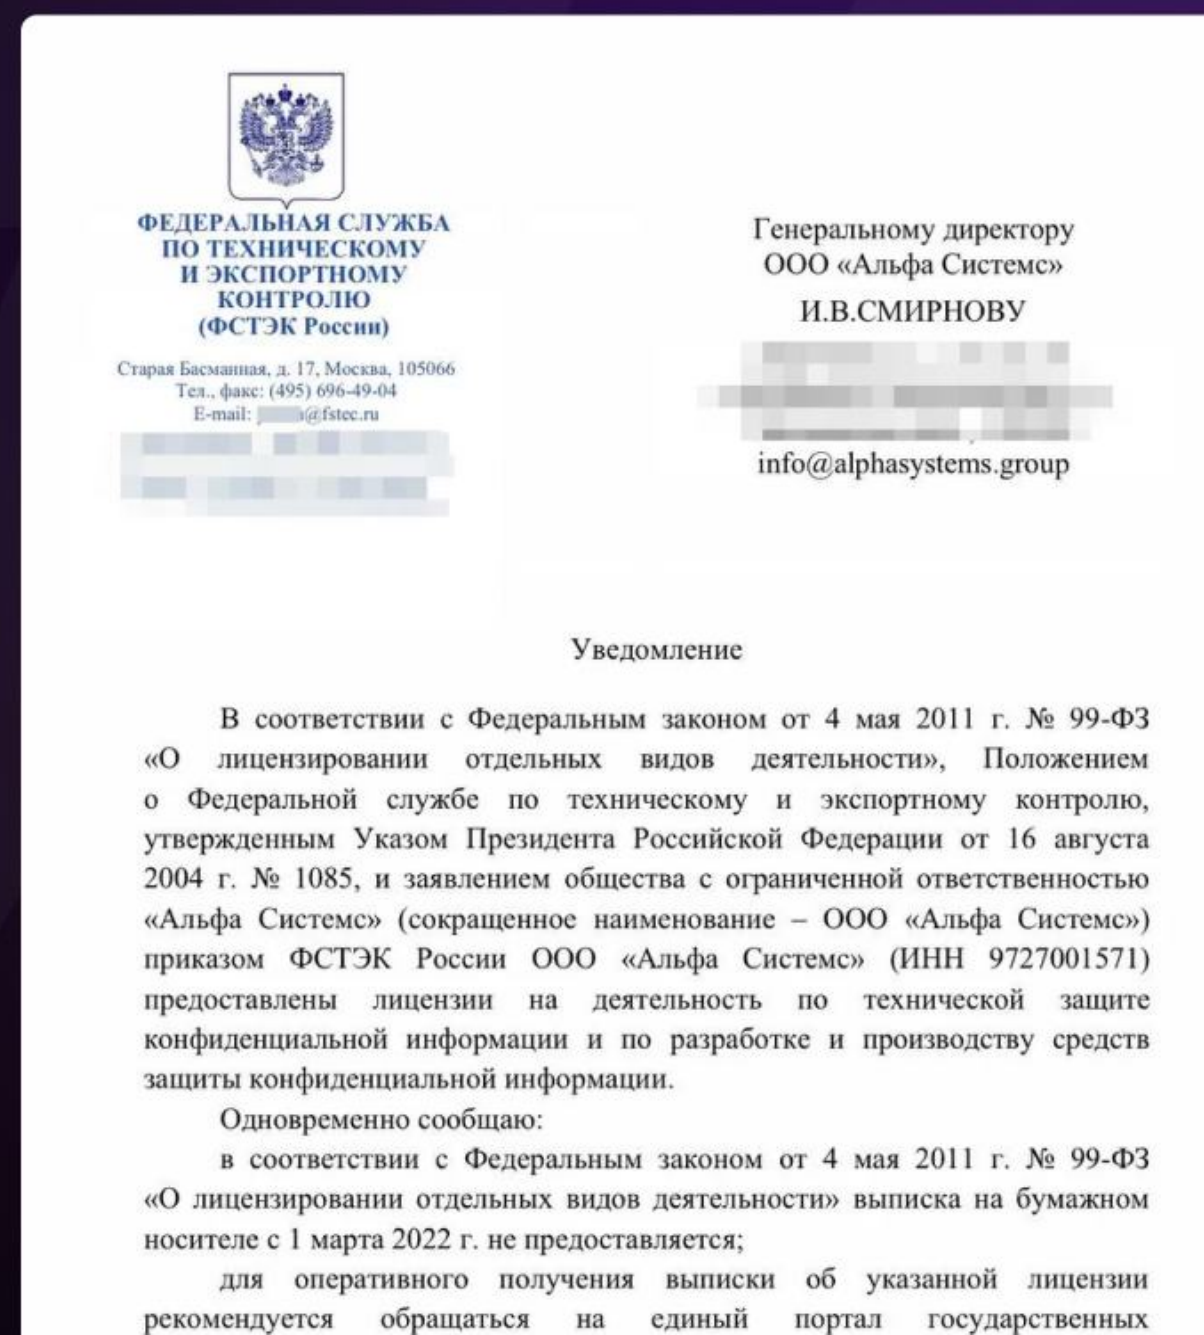 ФЕДЕРАЛЬНАЯ СЛУЖБА
ПО ТЕХНИЧЕСКОМУ
И ЭКСПОРТНОМУ
КОНТРОЛЮ
(ФСТЭК России)
Старая Басманная, д. 17, Москва, 105066
Тел., факс: (495) 696-49-04
E-mail: @fstec.ru
Генеральному директору
ООО «Альфа Системс»
И.В.СМИРНОВУ
info@alphasystems.group
Уведомление
В соответствии с Федеральным законом от 4 мая 2011 г. № 99-ФЗ
«О лицензировании отдельных видов деятельности», Положением
о Федеральной службе по техническому и экспортному контролю,
утвержденным Указом Президента Российской Федерации от 16 августа
2004 г. № 1085, и заявлением общества с ограниченной ответственностью
«Альфа Системс» (сокращенное наименование – ООО «Альфа Системс»)
приказом ФСТЭК России ООО «Альфа Системс» (ИНН 9727001571)
предоставлены лицензии на деятельность по технической защите
конфиденциальной информации и по разработке и производству средств
защиты конфиденциальной информации.
Одновременно сообщаю:
в соответствии с Федеральным законом от 4 мая 2011 г. № 99-ФЗ
«О лицензировании отдельных видов деятельности» выписка на бумажном
носителе с 1 марта 2022 г. не предоставляется;
для оперативного получения выписки об указанной лицензии
рекомендуется обращаться на единый портал государственных